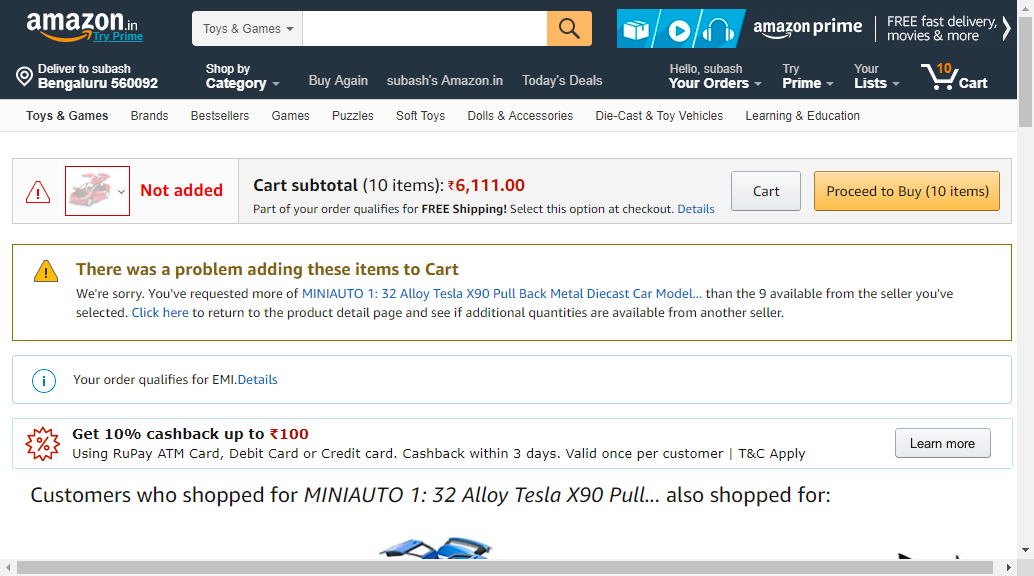 amazon.in
Try Prime
Toys & Games
amazon prime
FREE fast delivery,
movies & more
Deliver to subash
Bengaluru 560092
Shop by
Category
Buy Again
subash's Amazon.in
Today's Deals
Hello, subash
Your Orders
Try
Prime
Your
Lists
10
Cart
Toys & Games
Brands
Bestsellers
Games
Puzzles
Soft Toys
Dolls & Accessories
Die-Cast & Toy Vehicles
Learning & Education
Not added
Cart subtotal (10 items): ₹6,111.00
Part of your order qualifies for FREE Shipping! Select this option at checkout. Details
Cart
Proceed to Buy (10 items)
There was a problem adding these items to Cart
We're sorry. You've requested more of MINIAUTO 1: 32 Alloy Tesla X90 Pull Back Metal Diecast Car Model... than the 9 available from the seller you've
selected. Click here to return to the product detail page and see if additional quantities are available from another seller.
Your order qualifies for EMI.Details
Get 10% cashback up to ₹100
Using RuPay ATM Card, Debit Card or Credit card. Cashback within 3 days. Valid once per customer | T&C Apply
Learn more
Customers who shopped for MINIAUTO 1: 32 Alloy Tesla X90 Pull... also shopped for: